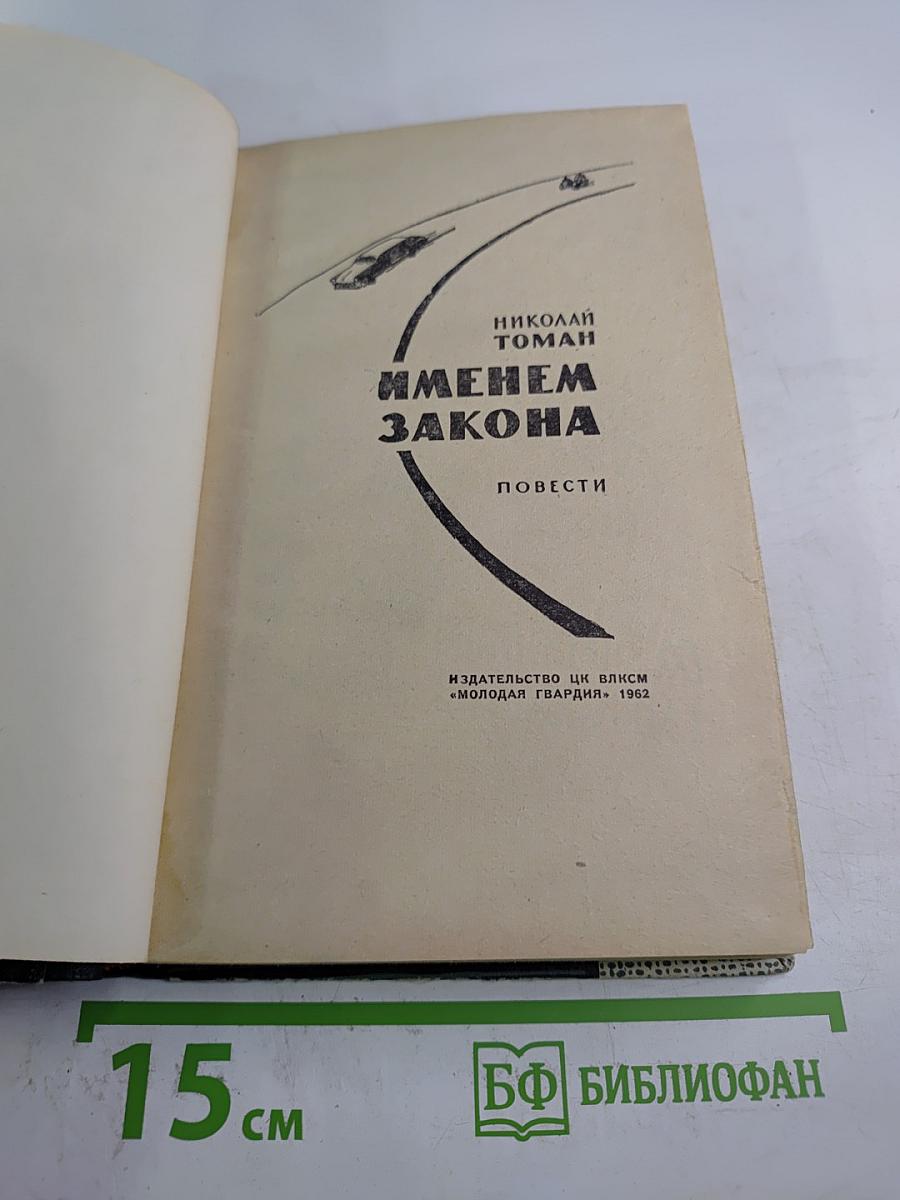 НИКОЛАЙ
ТОМАН
ИМЕНЕМ
ЗАКОНА
ПОВЕСТИ
ИЗДАТЕЛЬСТВО ЦК ВЛКСМ
«МОЛОДАЯ ГВАРДИЯ» 1962
15 см
БФ БИБЛИОФАН